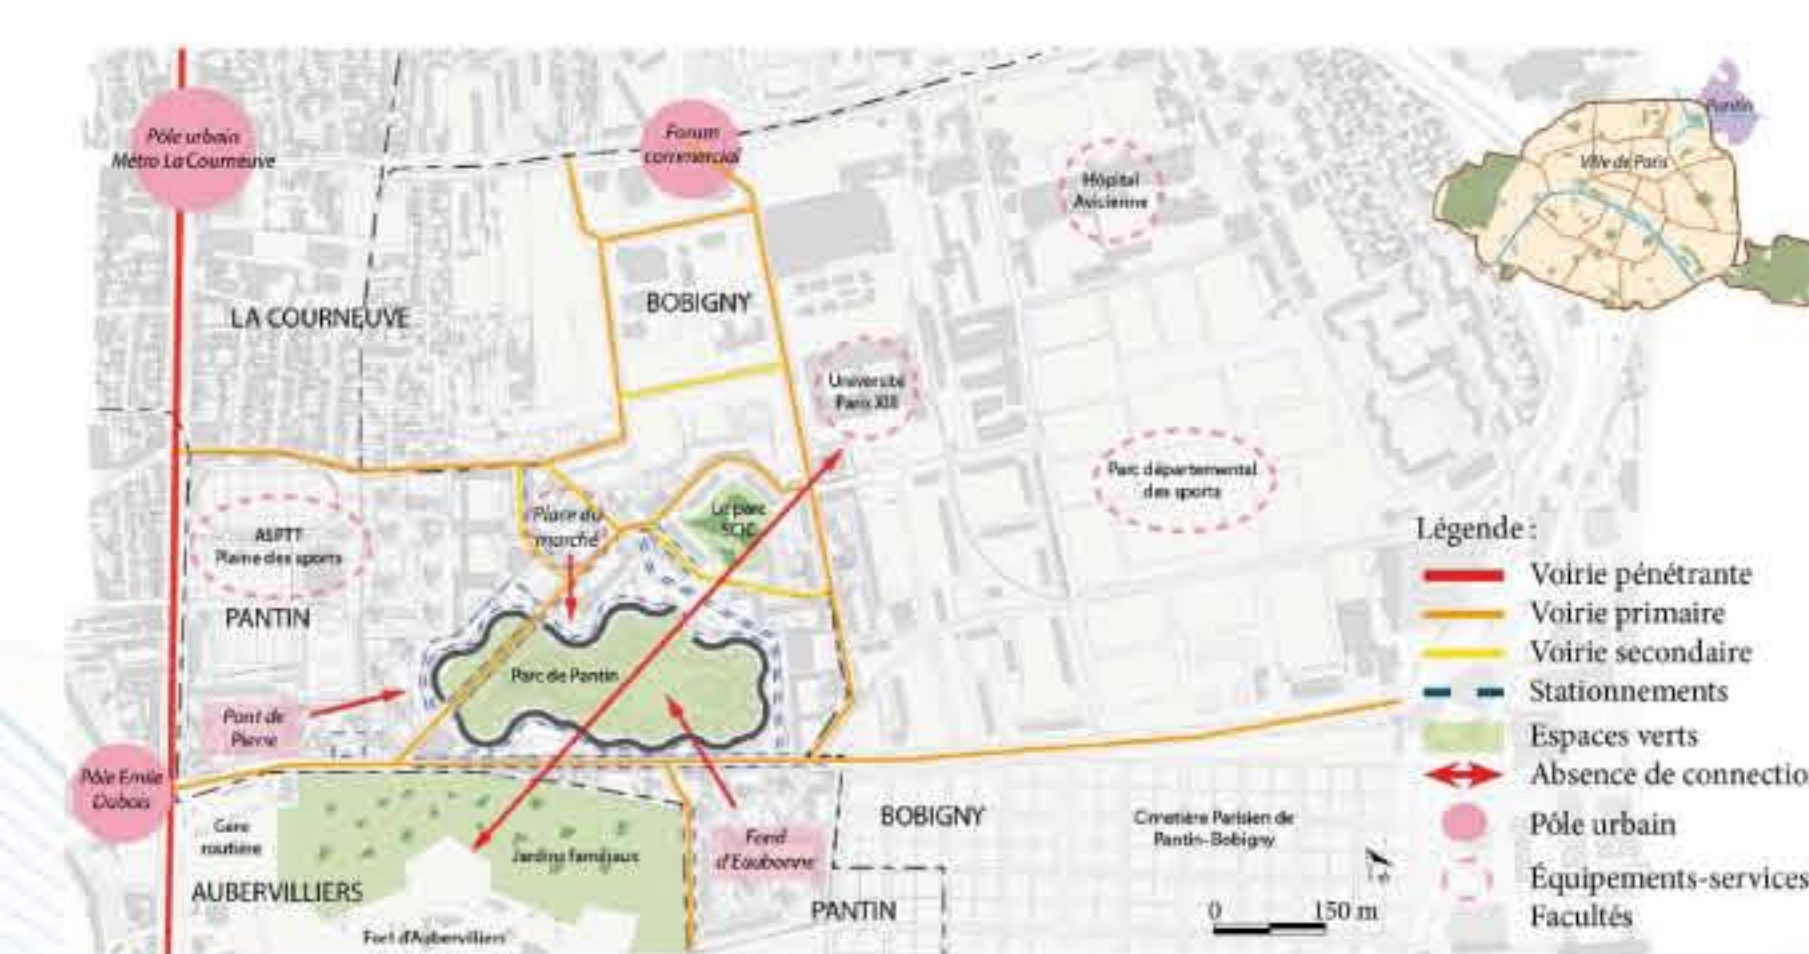 Pôle urbain
Métro La Courneuve
Forum
commercial
Hôpital
Avicienne
Pantin
Ville de Paris
LA COURNEUVE
BOBIGNY
Université
Paris XIII
Parc départemental
des sports
Place du
marché
Le parc
ASPTT
Plaine des sports
PANTIN
Parc de Pantin
Pont de
Pierre
Pôle Emile
Dubois
Gare
routière
Jardins familiaux
AUBERVILLIERS
Fort d'Aubervilliers
Fond
d'Eaubonne
BOBIGNY
PANTIN
Cimetière Parisien de
Pantin-Bobigny
0 150 m
Légende :
Voirie pénétrante
Voirie primaire
Voirie secondaire
Stationnements
Espaces verts
Absence de connectio
Pôle urbain
Équipements-services
Facultés